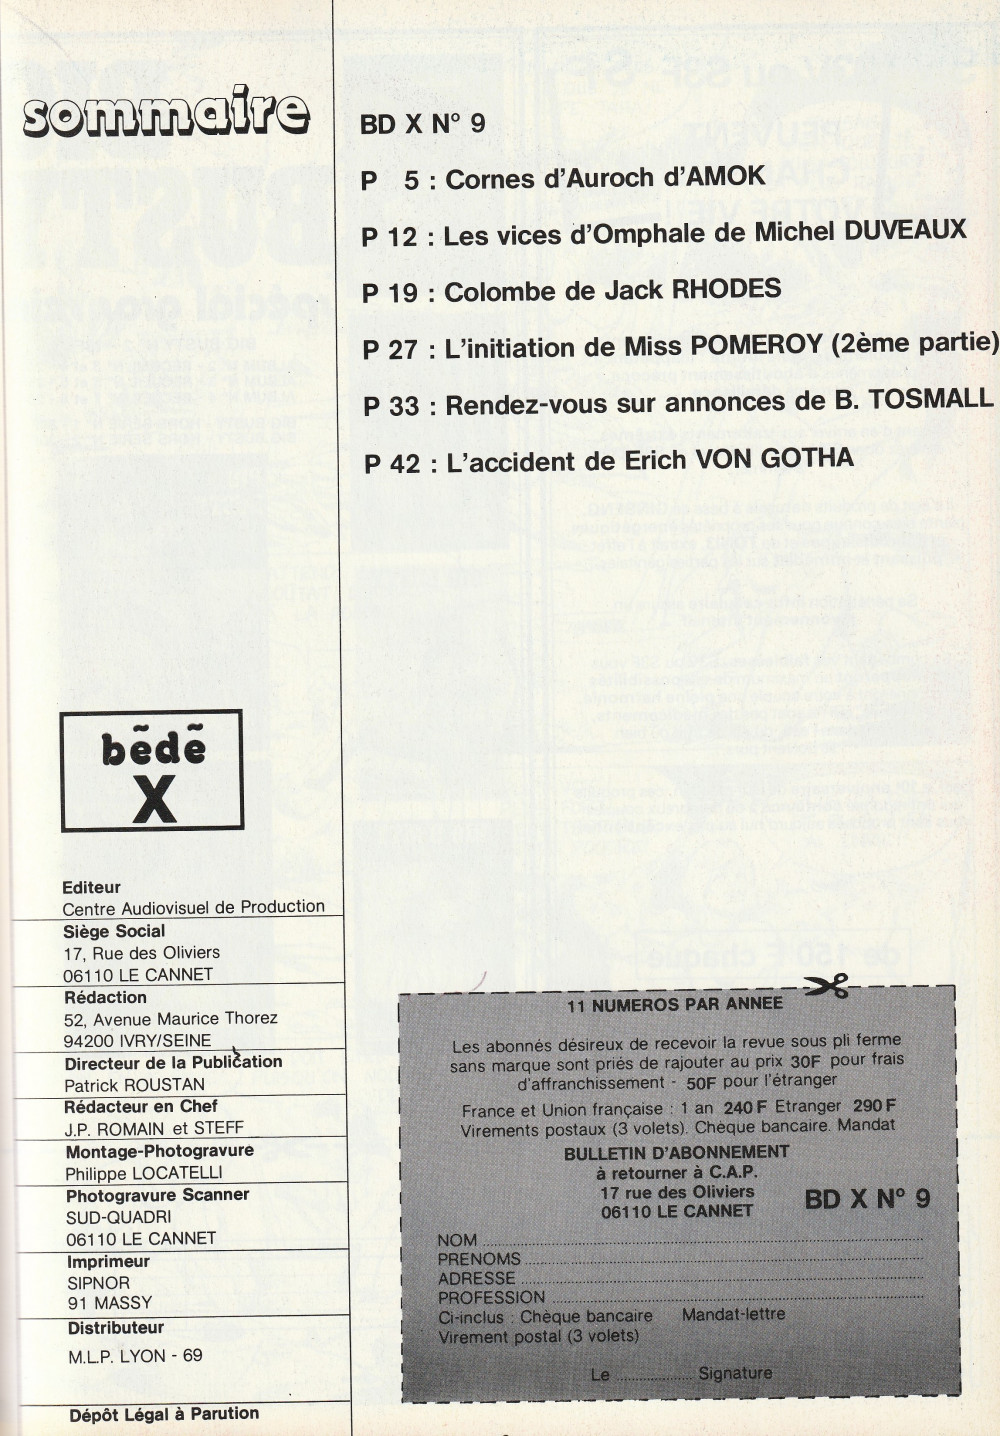 sommaire
BD X N° 9
P 5 : Cornes d'Auroch d'AMOK
P 12 : Les vices d'Omphale de Michel DUVEAUX
P 19 : Colombe de Jack RHODES
P 27 : L'initiation de Miss POMEROY (2ème partie)
P 33 : Rendez-vous sur annonces de B. TOSMALL
P 42 : L'accident de Erich VON GOTHA
bédé
X
Editeur
Centre Audiovisuel de Production
Siège Social
17, Rue des Oliviers
06110 LE CANNET
Rédaction
52, Avenue Maurice Thorez
94200 IVRY/SEINE
Directeur de la Publication
Patrick ROUSTAN
Rédacteur en Chef
J.P. ROMAIN et STEFF
Montage-Photogravure
Philippe LOCATELLI
Photogravure Scanner
SUD-QUADRI
06110 LE CANNET
Imprimeur
SIPNOR
91 MASSY
Distributeur
M.L.P. LYON - 69
Dépôt Légal à Parution
11 NUMEROS PAR ANNEE
Les abonnés désireux de recevoir la revue sous pli ferme
sans marque sont priés de rajouter au prix 30F pour frais
d'affranchissement - 50F pour l'étranger
France et Union française : 1 an 240 F Etranger 290 F
Virements postaux (3 volets). Chèque bancaire. Mandat
BULLETIN D'ABONNEMENT
à retourner à C.A.P.
17 rue des Oliviers
06110 LE CANNET
BD X N° 9
NOM
PRENOMS
ADRESSE
PROFESSION
Ci-inclus : Chèque bancaire Mandat-lettre
Virement postal (3 volets)
Le .................... Signature